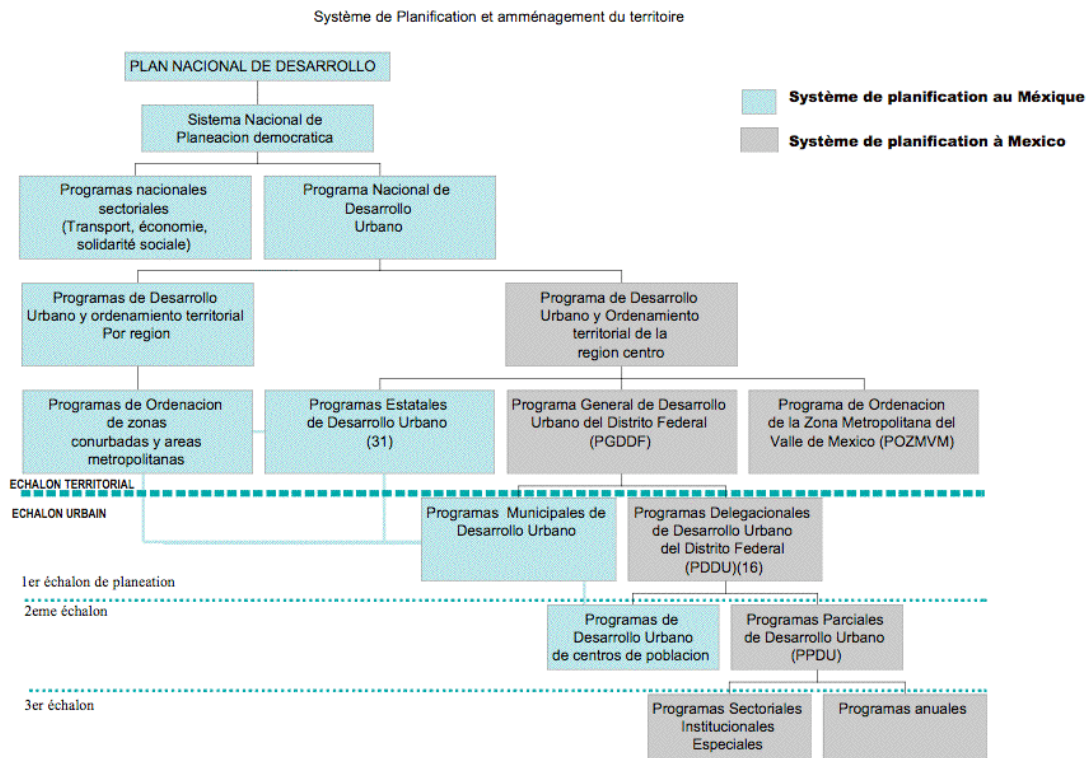 Système de Planification et amménagement du territoire
PLAN NACIONAL DE DESARROLLO
Système de planification au Méxique
Système de planification à Mexico
Sistema Nacional de
Planeacion democratica
Programas nacionales
sectoriales
(Transport, économie,
solidarité sociale)
Programa Nacional de
Desarrollo
Urbano
Programas de Desarrollo
Urbano y ordenamiento territorial
Por region
Programa de Desarrollo
Urbano y Ordenamiento
territorial de la
region centro
Programas de Ordenacion
de zonas
conurbadas y areas
metropolitanas
Programas Estatales
de Desarrollo Urbano
(31)
Programa General de Desarrollo
Urbano del Distrito Federal
(PGDDF)
Programa de Ordenacion
de la Zona Metropolitana del
Valle de Mexico (POZMVM)
ECHALON TERRITORIAL
ECHALON URBAIN
Programas Municipales de
Desarrollo Urbano
Programas Delegacionales
de Desarrollo Urbano
del Distrito Federal
(PDDU)(16)
1er échalon de planeation
2eme échalon
Programas de
Desarrollo Urbano
de centros de poblacion
Programas Parciales
de Desarrollo Urbano
(PPDU)
3er échalon
Programas Sectoriales
Institucionales
Especiales
Programas anuales